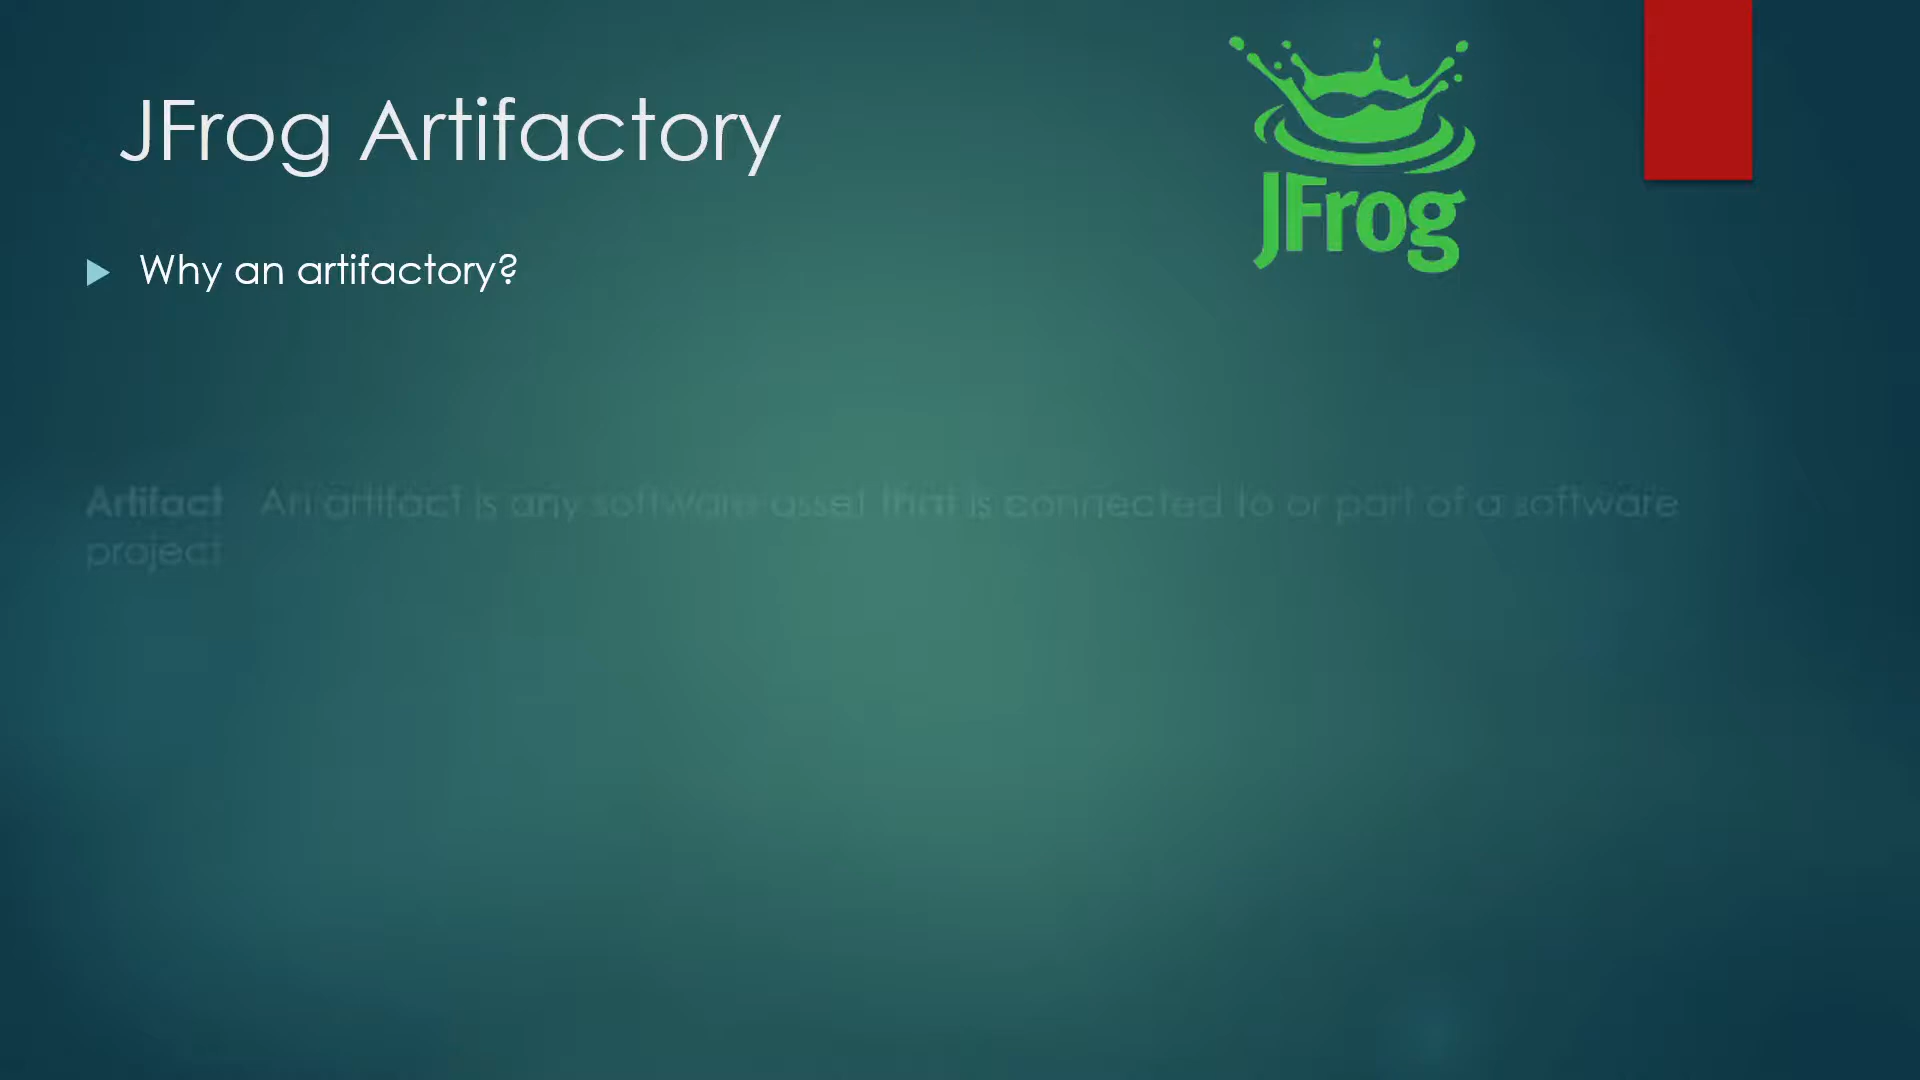 JFrog Artifactory
JFrog
Why an artifactory?
Artifact An artifact is any software asset that is connected to or part of a software
project